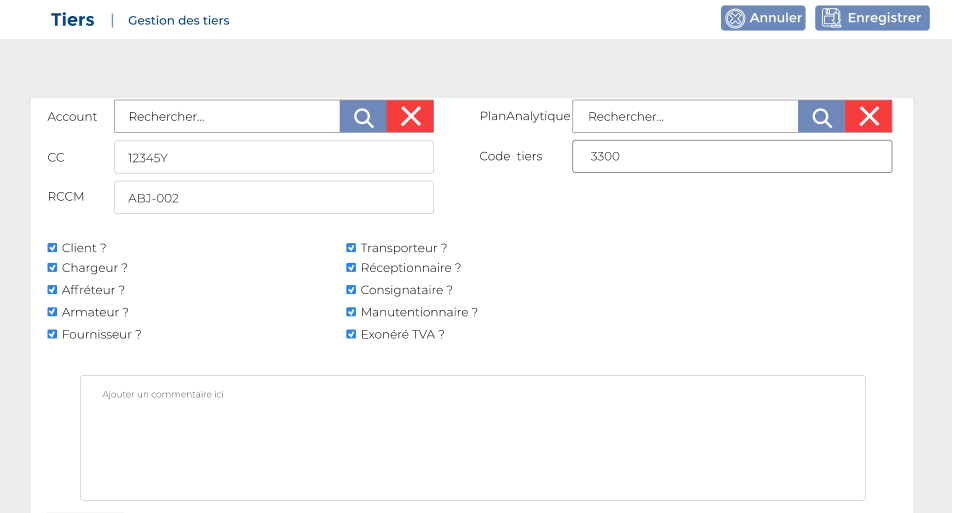 Tiers | Gestion des tiers
Annuler
Enregistrer
Account Rechercher...
PlanAnalytique Rechercher...
CC 12345Y
Code tiers 3300
RCCM ABJ-002
Client ?
Transporteur ?
Chargeur ?
Réceptionnaire ?
Affréteur ?
Consignataire ?
Armateur ?
Manutentionnaire ?
Fournisseur ?
Exonéré TVA ?
Ajouter un commentaire ici